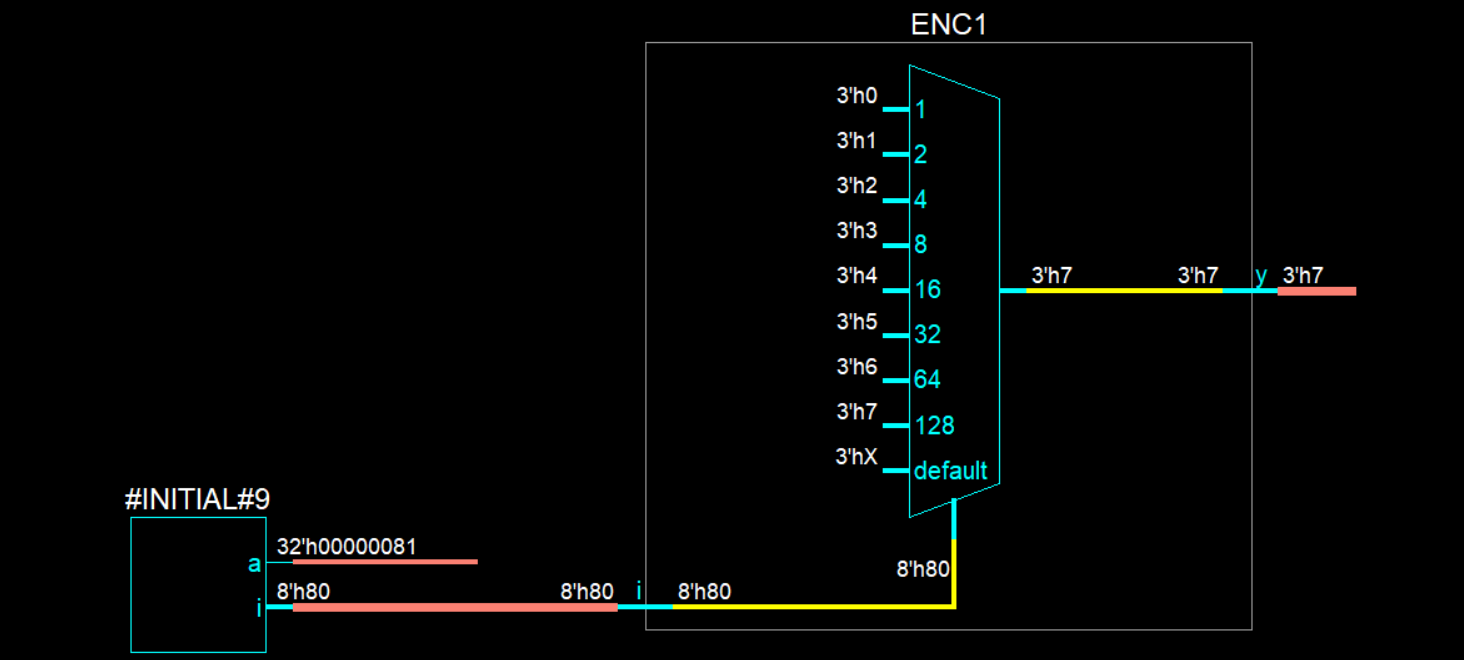 ENC1
3'h0
1
3'h1
2
3'h2
4
3'h3
8
3'h4
16
3'h7 3'h7 y 3'h7
3'h5
32
3'h6
64
3'h7
128
3'hX
default
#INITIAL#9
a 32'h00000081
8'h80
i 8'h80 8'h80 i 8'h80